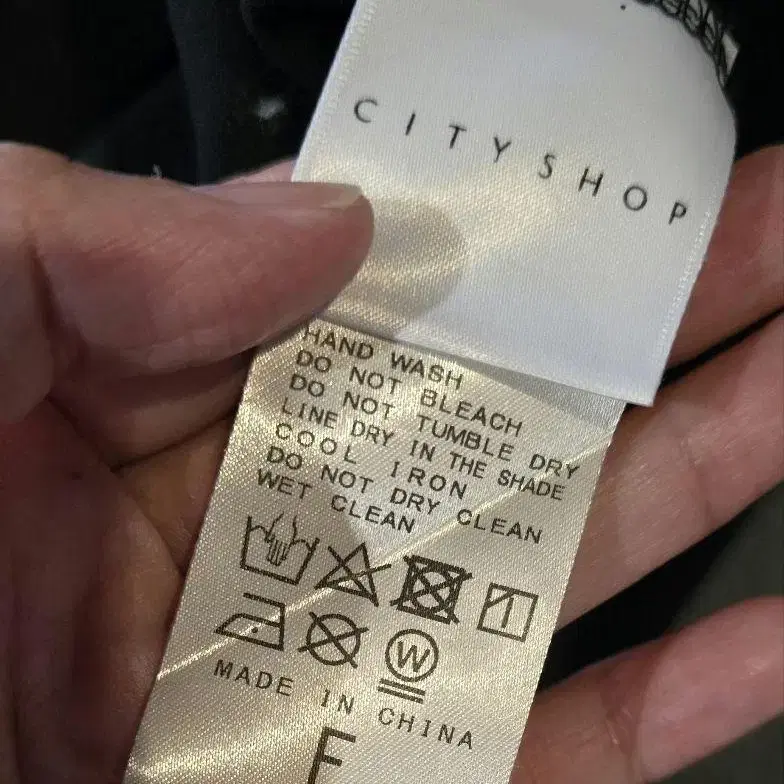 CITYSHOP
HAND WASH
DO NOT BLEACH
DO NOT TUMBLE DRY
LINE DRY IN THE SHADE
COOL IRON
DO NOT DRY CLEAN
WET CLEAN
W
MADE IN CHINA
F